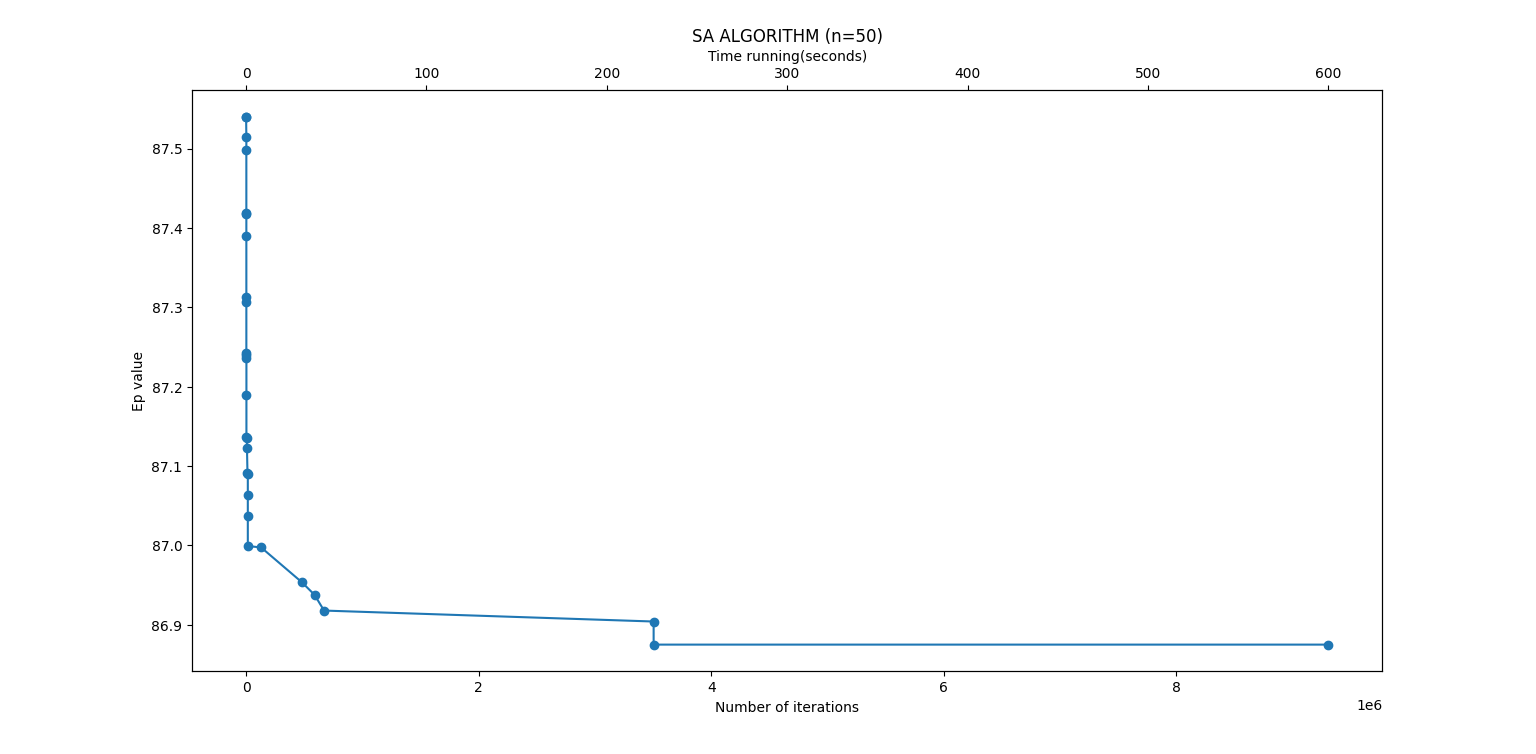 SA ALGORITHM (n=50)
Time running(seconds)
0 100 200 300 400 500 600
87.5
87.4
87.3
87.2
87.1
87.0
86.9
Ep value
0 2 4 6 8
1e6
Number of iterations